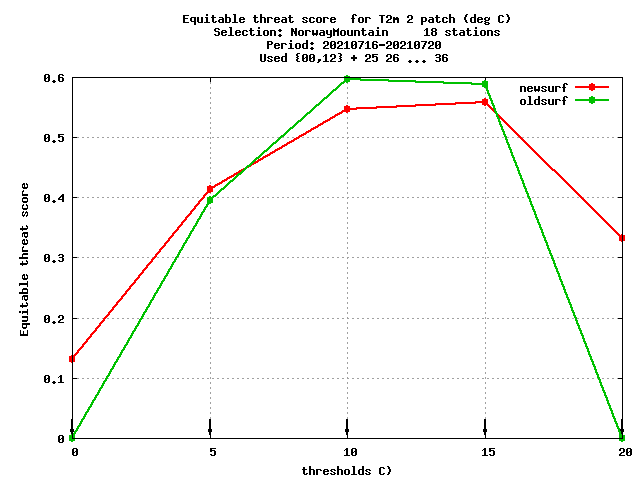 Equitable threat score  for T2m 2 patch (deg C)
Selection: NorwayMountain     18 stations
Period: 20210716-20210720
Used {00,12} + 25 26 ... 36
newsurf
oldsurf
0.6
0.5
0.4
0.3
0.2
0.1
0
Equitable threat score
0 5 10 15 20
thresholds C)